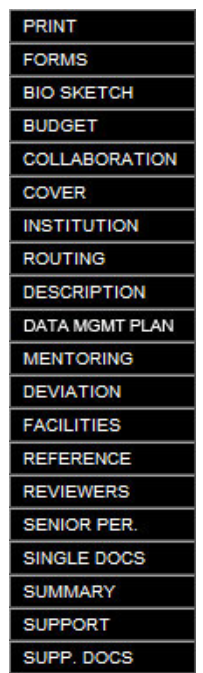 PRINT
FORMS
BIO SKETCH
BUDGET
COLLABORATION
COVER
INSTITUTION
ROUTING
DESCRIPTION
DATA MGMT PLAN
MENTORING
DEVIATION
FACILITIES
REFERENCE
REVIEWERS
SENIOR PER.
SINGLE DOCS
SUMMARY
SUPPORT
SUPP. DOCS